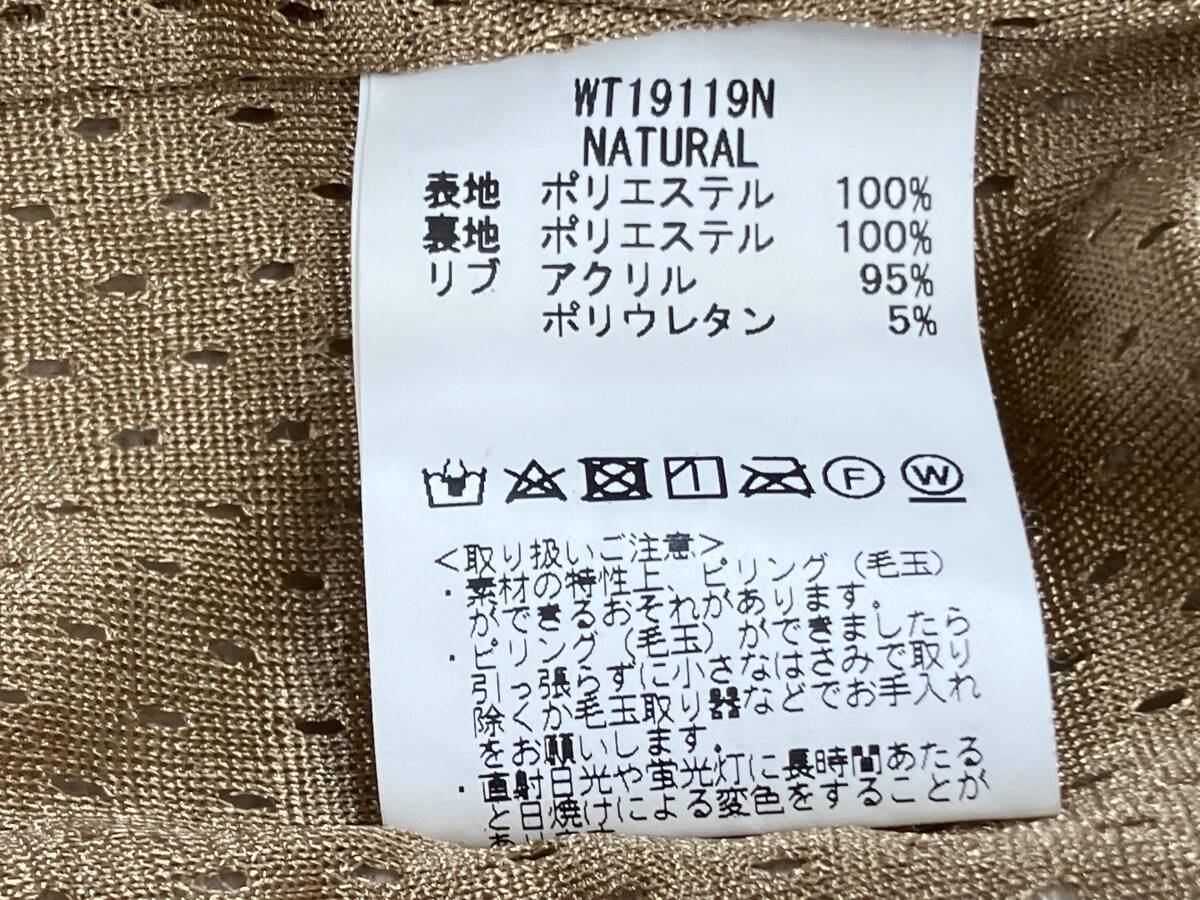 WT19119N
NATURAL
表地 ポリエステル 100%
裏地 ポリエステル 100%
リブ アクリル 95%
ポリウレタン 5%
F W
<取り扱いご注意>
・素材の特性上、ピリング(毛玉)
ができるおそれがあります。
・ピリング(毛玉)ができましたら
引っ張らずに小さなはさみで取り
除くか毛玉取り器などでお手入れ
をお願いします。
・直射日光や蛍光灯に長時間あたる
と日焼けによる変色をすることが